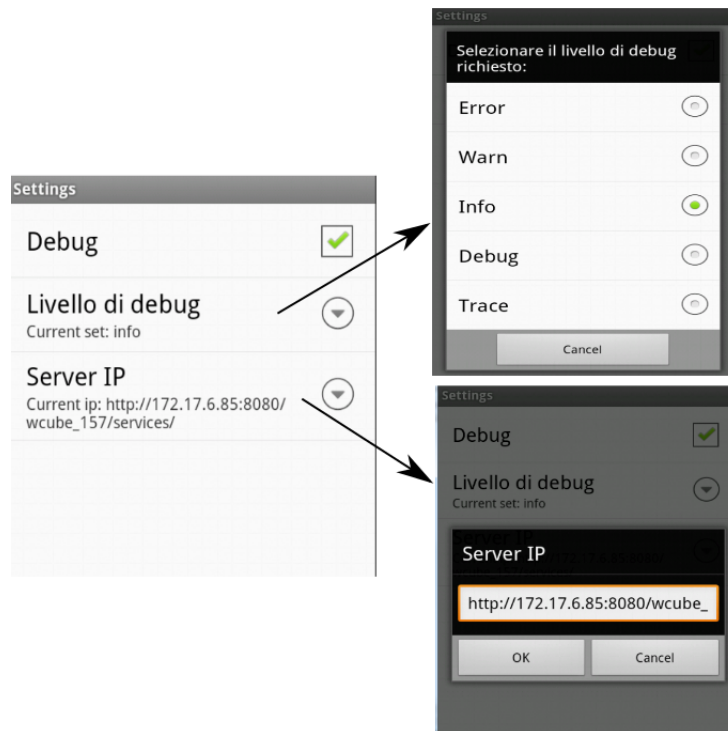 Settings
Debug
Livello di debug
Current set: info
Server IP
Current ip: http://172.17.6.85:8080/
wcube_157/services/
Settings
Selezionare il livello di debug
richiesto:
Error
Warn
Info
Debug
Trace
Cancel
Settings
Debug
Livello di debug
Current set: info
Server IP
Server IP
http://172.17.6.85:8080/wcube_
OK
Cancel